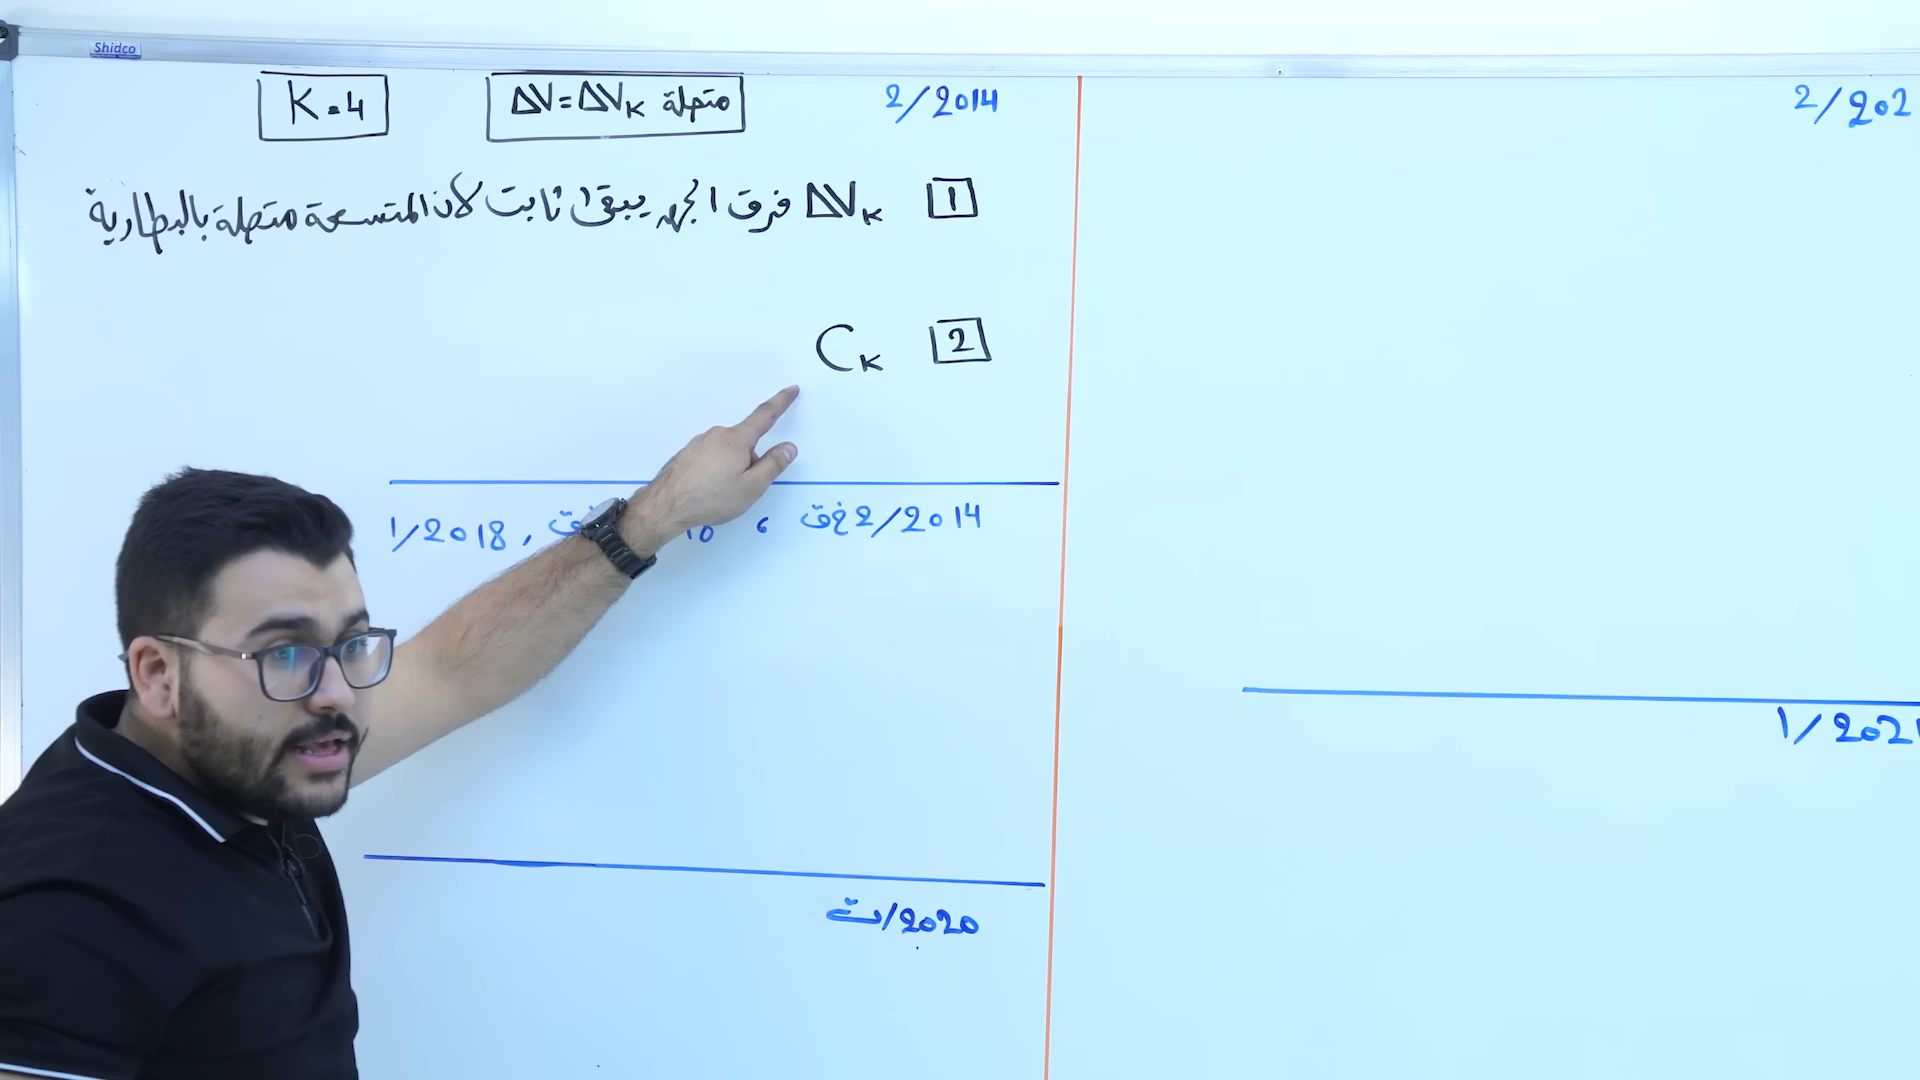 Shidco
2/2014
متصلة ΔV=ΔVK
K=4
1 ΔVK فرق الجهد يبقى ثابت لأن المتسعة متصلة بالبطارية
2 CK
2/2014 خ ق ، , 1/2018
2020/ت
2/202
1/2021